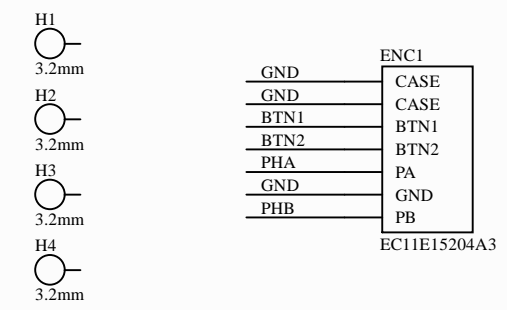 H1
3.2mm
H2
3.2mm
H3
3.2mm
H4
3.2mm
ENC1
GND CASE
GND CASE
BTN1 BTN1
BTN2 BTN2
PHA PA
GND GND
PHB PB
EC11E15204A3